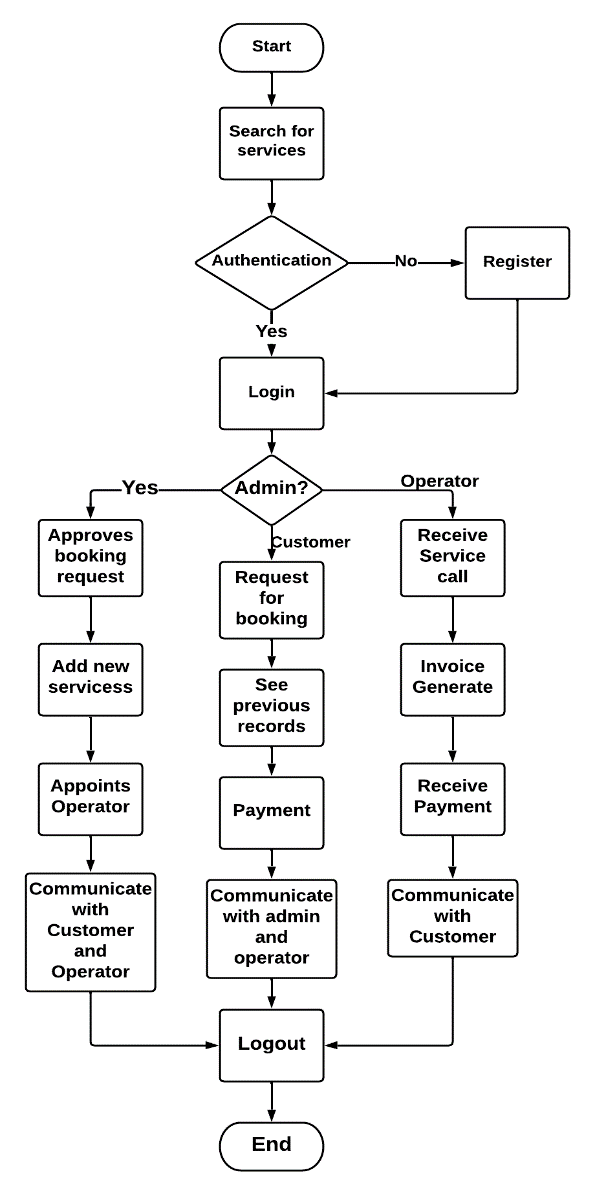 Start
Search for
services
Authentication
No
Register
Yes
Login
Yes
Admin?
Operator
Customer
Approves
booking
request
Request
for
booking
Receive
Service
call
Add new
servicess
See
previous
records
Invoice
Generate
Appoints
Operator
Payment
Receive
Payment
Communicate
with
Customer
and
Operator
Communicate
with admin
and
operator
Communicate
with
Customer
Logout
End